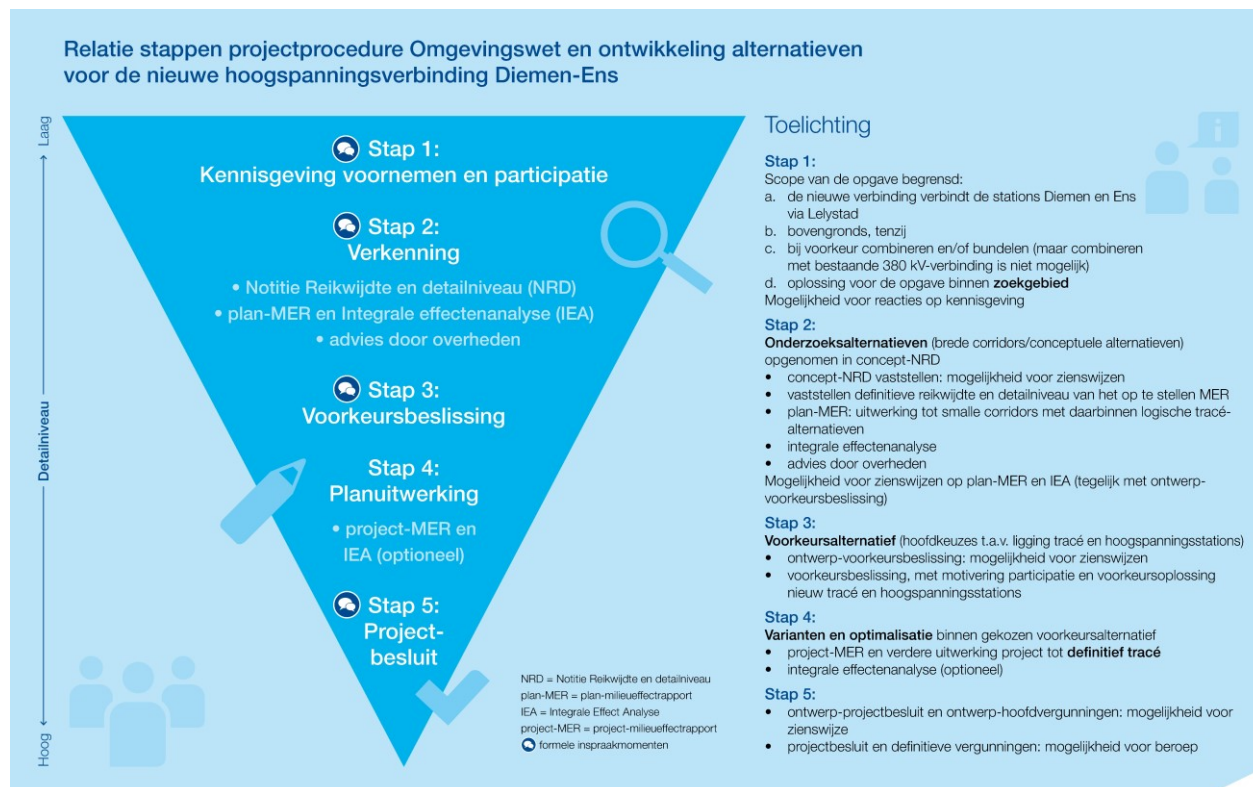 Relatie stappen projectprocedure Omgevingswet en ontwikkeling alternatieven
voor de nieuwe hoogspanningsverbinding Diemen-Ens
Laag
Detailniveau
Hoog
Stap 1:
Kennisgeving voornemen en participatie
Stap 2:
Verkenning
• Notitie Reikwijdte en detailniveau (NRD)
• plan-MER en Integrale effectenanalyse (IEA)
• advies door overheden
Stap 3:
Voorkeursbeslissing
Stap 4:
Planuitwerking
• project-MER en
IEA (optioneel)
Stap 5:
Project-
besluit
NRD = Notitie Reikwijdte en detailniveau
plan-MER = plan-milieueffectrapport
IEA = Integrale Effect Analyse
project-MER = project-milieueffectrapport
formele inspraakmomenten
Toelichting
i
Stap 1:
Scope van de opgave begrensd:
a. de nieuwe verbinding verbindt de stations Diemen en Ens
via Lelystad
b. bovengronds, tenzij
c. bij voorkeur combineren en/of bundelen (maar combineren
met bestaande 380 kV-verbinding is niet mogelijk)
d. oplossing voor de opgave binnen zoekgebied
Mogelijkheid voor reacties op kennisgeving
Stap 2:
Onderzoeksalternatieven (brede corridors/conceptuele alternatieven)
opgenomen in concept-NRD
• concept-NRD vaststellen: mogelijkheid voor zienswijzen
• vaststellen definitieve reikwijdte en detailniveau van het op te stellen MER
• plan-MER: uitwerking tot smalle corridors met daarbinnen logische tracé-
alternatieven
• integrale effectenanalyse
• advies door overheden
Mogelijkheid voor zienswijzen op plan-MER en IEA (tegelijk met ontwerp-
voorkeursbeslissing)
Stap 3:
Voorkeursalternatief (hoofdkeuzes t.a.v. ligging tracé en hoogspanningsstations)
• ontwerp-voorkeursbeslissing: mogelijkheid voor zienswijzen
• voorkeursbeslissing, met motivering participatie en voorkeursoplossing
nieuw tracé en hoogspanningsstations
Stap 4:
Varianten en optimalisatie binnen gekozen voorkeursalternatief
• project-MER en verdere uitwerking project tot definitief tracé
• integrale effectenanalyse (optioneel)
Stap 5:
• ontwerp-projectbesluit en ontwerp-hoofdvergunningen: mogelijkheid voor
zienswijze
• projectbesluit en definitieve vergunningen: mogelijkheid voor beroep